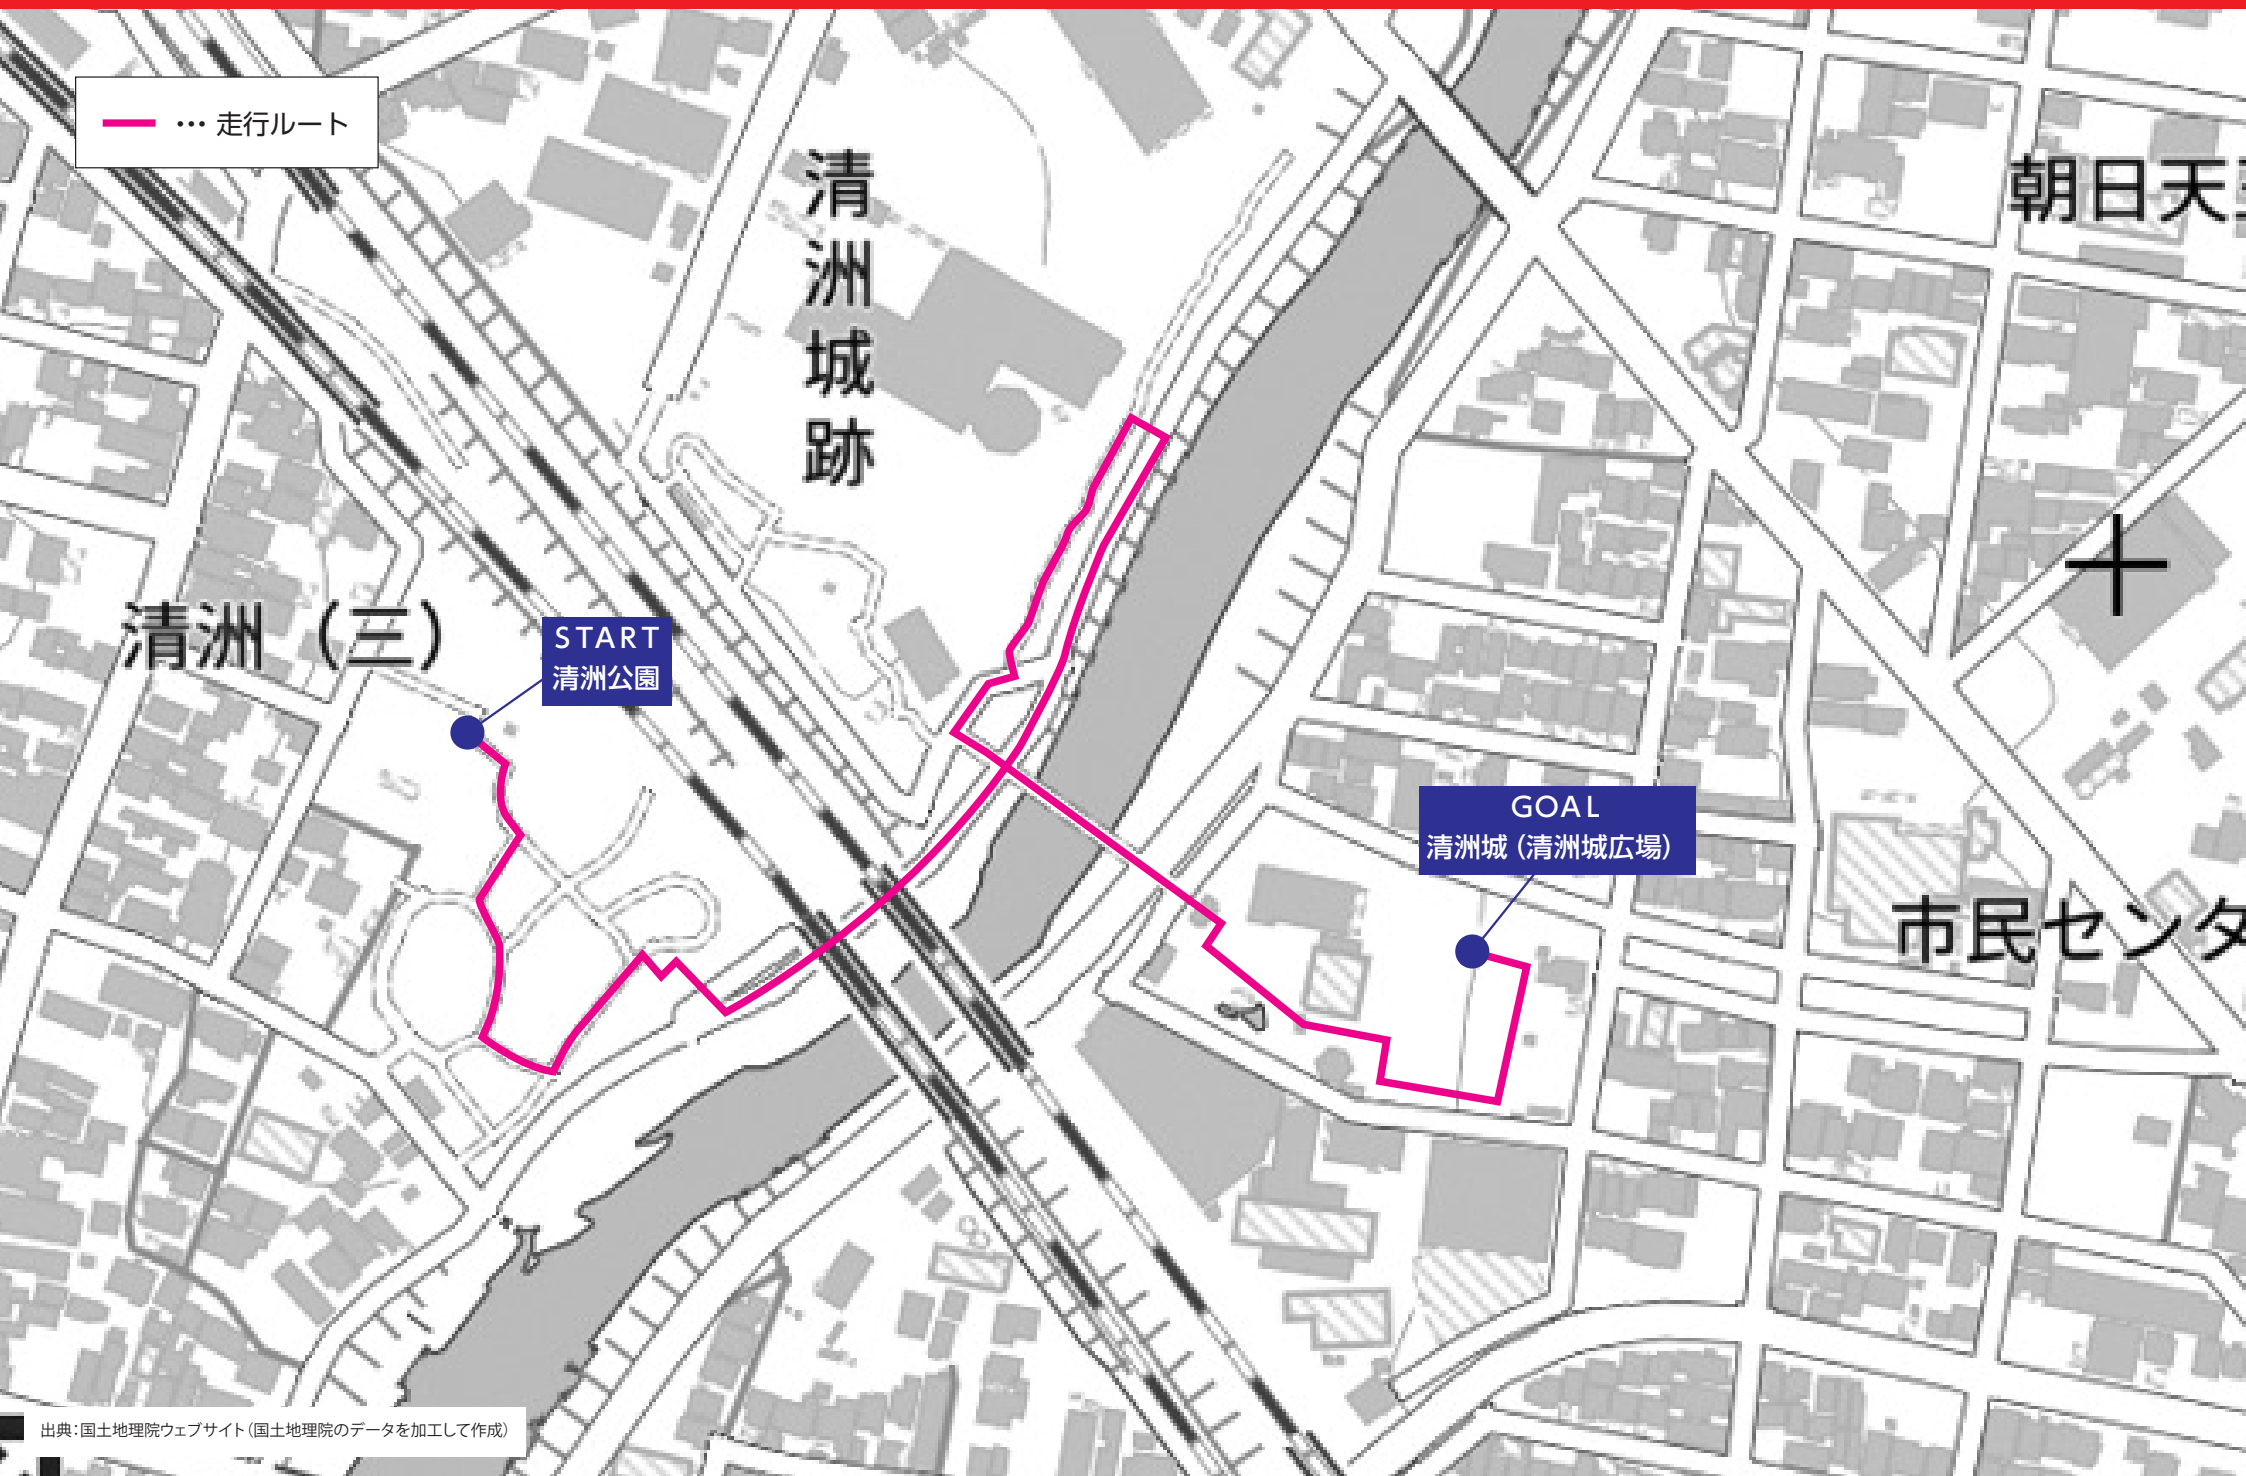 … 走行ルート
清洲城跡
朝日天
清洲（三）
START
清洲公園
GOAL
清洲城（清洲城広場）
市民センタ
出典：国土地理院ウェブサイト（国土地理院のデータを加工して作成）